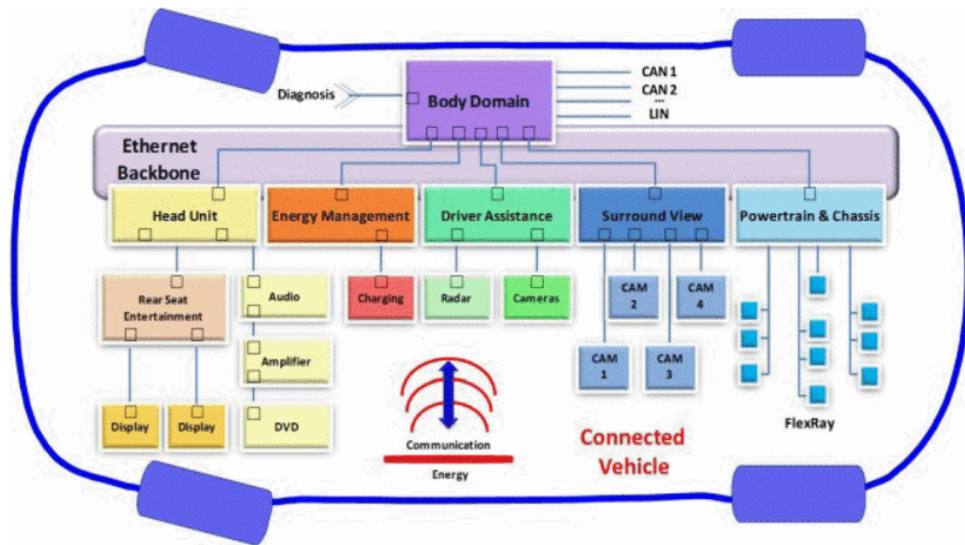 Diagnosis
Body Domain
CAN 1
CAN 2
...
LIN
Ethernet
Backbone
Head Unit
Energy Management
Driver Assistance
Surround View
Powertrain & Chassis
Rear Seat
Entertainment
Audio
Charging
Radar
Cameras
CAM
2
CAM
4
Amplifier
CAM
1
CAM
3
Display
Display
DVD
FlexRay
Communication
Energy
Connected
Vehicle